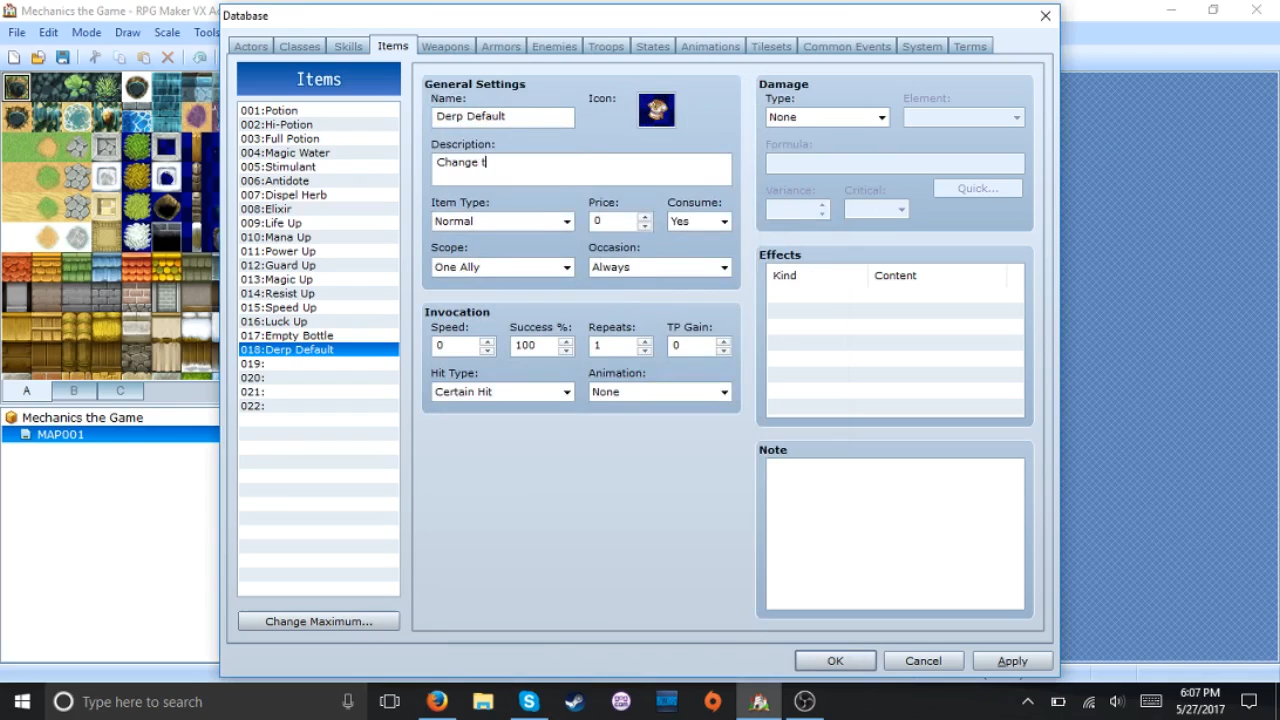 Mechanics the Game - RPG Maker VX A
Database
File Edit Mode Draw Scale Tools
Actors Classes Skills Items Weapons Armors Enemies Troops States Animations Tilesets Common Events System Terms
Items
001:Potion
002:Hi-Potion
003:Full Potion
004:Magic Water
005:Stimulant
006:Antidote
007:Dispel Herb
008:Elixir
009:Life Up
010:Mana Up
011:Power Up
012:Guard Up
013:Magic Up
014:Resist Up
015:Speed Up
016:Luck Up
017:Empty Bottle
018:Derp Default
019:
020:
021:
022:
Change Maximum...
General Settings
Name: Icon:
Derp Default
Description:
Change t
Item Type: Price: Consume:
Normal 0 Yes
Scope: Occasion:
One Ally Always
Invocation
Speed: Success %: Repeats: TP Gain:
0 100 1 0
Hit Type: Animation:
Certain Hit None
Damage
Type: Element:
None
Formula:
Variance: Critical: Quick...
Effects
Kind Content
Note
OK Cancel Apply
A B C
Mechanics the Game
MAP001
Type here to search
6:07 PM
5/27/2017